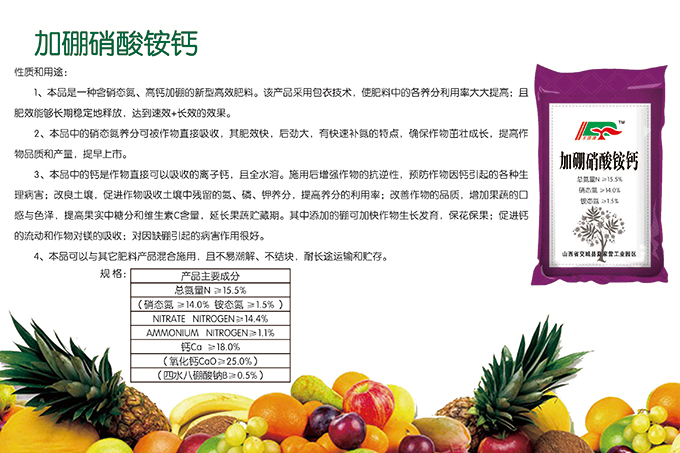 加硼硝酸铵钙
性质和用途：
1、本品是一种含硝态氮、高钙加硼的新型高效肥料。该产品采用包衣技术，使肥料中的各养分利用率大大提高；且
肥效能够长期稳定地释放，达到速效+长效的效果。
2、本品中的硝态氮养分可被作物直接吸收，其肥效快，后劲大，有快速补氮的特点，确保作物茁壮成长，提高作
物品质和产量，提早上市。
3、本品中的钙是作物直接可以吸收的离子钙，且全水溶。施用后增强作物的抗逆性，预防作物因钙引起的各种生
理病害；改良土壤，促进作物吸收土壤中残留的氮、磷、钾养分，提高养分的利用率；改善作物的品质，增加果蔬的口
感与色泽，提高果实中糖分和维生素C含量，延长果蔬贮藏期。其中添加的硼可加快作物生长发育，保花保果；促进钙
的流动和作物对镁的吸收；对因缺硼引起的病害作用很好。
4、本品可以与其它肥料产品混合施用，且不易潮解、不结块，耐长途运输和贮存。
规格：
产品主要成分
总氮量N ≥15.5%
（硝态氮 ≥14.0% 铵态氮 ≥1.5% ）
NITRATE NITROGEN≥14.4%
AMMONIUM NITROGEN≥1.1%
钙Ca ≥18.0%
（氧化钙CaO≥25.0%）
（四水八硼酸钠B≥0.5%）
TM
加硼硝酸铵钙
总氮量N ≥15.5%
硝态氮 ≥14.0%
铵态氮 ≥1.5%
山西省交城县夏家营工业园区